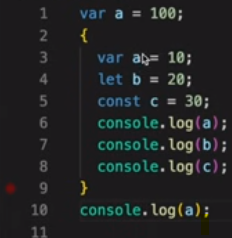 1 var a = 100;
2 {
3 var a = 10;
4 let b = 20;
5 const c = 30;
6 console.log(a);
7 console.log(b);
8 console.log(c);
9 }
10 console.log(a);
11